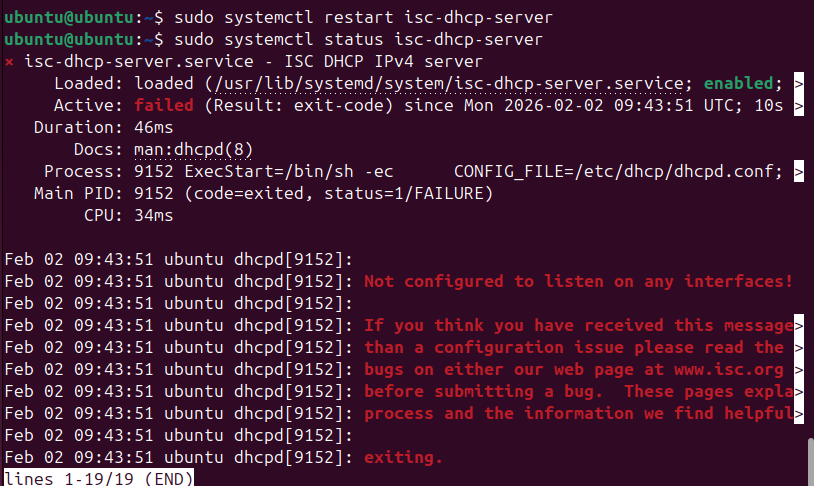 ubuntu@ubuntu:~$ sudo systemctl restart isc-dhcp-server
ubuntu@ubuntu:~$ sudo systemctl status isc-dhcp-server
× isc-dhcp-server.service - ISC DHCP IPv4 server
     Loaded: loaded (/usr/lib/systemd/system/isc-dhcp-server.service; enabled; >
     Active: failed (Result: exit-code) since Mon 2026-02-02 09:43:51 UTC; 10s >
   Duration: 46ms
       Docs: man:dhcpd(8)
    Process: 9152 ExecStart=/bin/sh -ec      CONFIG_FILE=/etc/dhcp/dhcpd.conf; >
   Main PID: 9152 (code=exited, status=1/FAILURE)
        CPU: 34ms

Feb 02 09:43:51 ubuntu dhcpd[9152]:
Feb 02 09:43:51 ubuntu dhcpd[9152]: Not configured to listen on any interfaces!
Feb 02 09:43:51 ubuntu dhcpd[9152]:
Feb 02 09:43:51 ubuntu dhcpd[9152]: If you think you have received this message>
Feb 02 09:43:51 ubuntu dhcpd[9152]: than a configuration issue please read the >
Feb 02 09:43:51 ubuntu dhcpd[9152]: bugs on either our web page at www.isc.org >
Feb 02 09:43:51 ubuntu dhcpd[9152]: before submitting a bug.  These pages expla>
Feb 02 09:43:51 ubuntu dhcpd[9152]: process and the information we find helpful>
Feb 02 09:43:51 ubuntu dhcpd[9152]:
Feb 02 09:43:51 ubuntu dhcpd[9152]: exiting.
lines 1-19/19 (END)